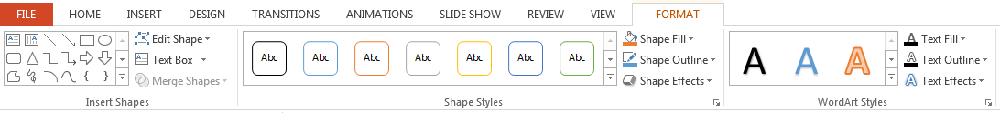 FILE HOME INSERT DESIGN TRANSITIONS ANIMATIONS SLIDE SHOW REVIEW VIEW FORMAT
Edit Shape
Text Box
Merge Shapes
Insert Shapes
Abc Abc Abc Abc Abc Abc Abc
Shape Fill
Shape Outline
Shape Effects
Shape Styles
A A A
Text Fill
Text Outline
Text Effects
WordArt Styles